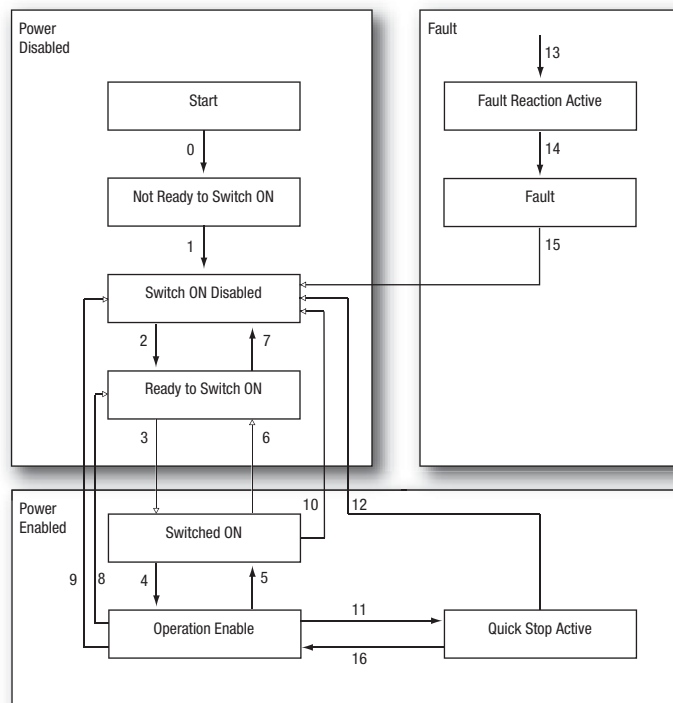 Power
Disabled
Start
0
Not Ready to Switch ON
1
Switch ON Disabled
2
7
Ready to Switch ON
3
6
Fault
13
Fault Reaction Active
14
Fault
15
Power
Enabled
10
12
Switched ON
9
8
4
5
Operation Enable
11
16
Quick Stop Active